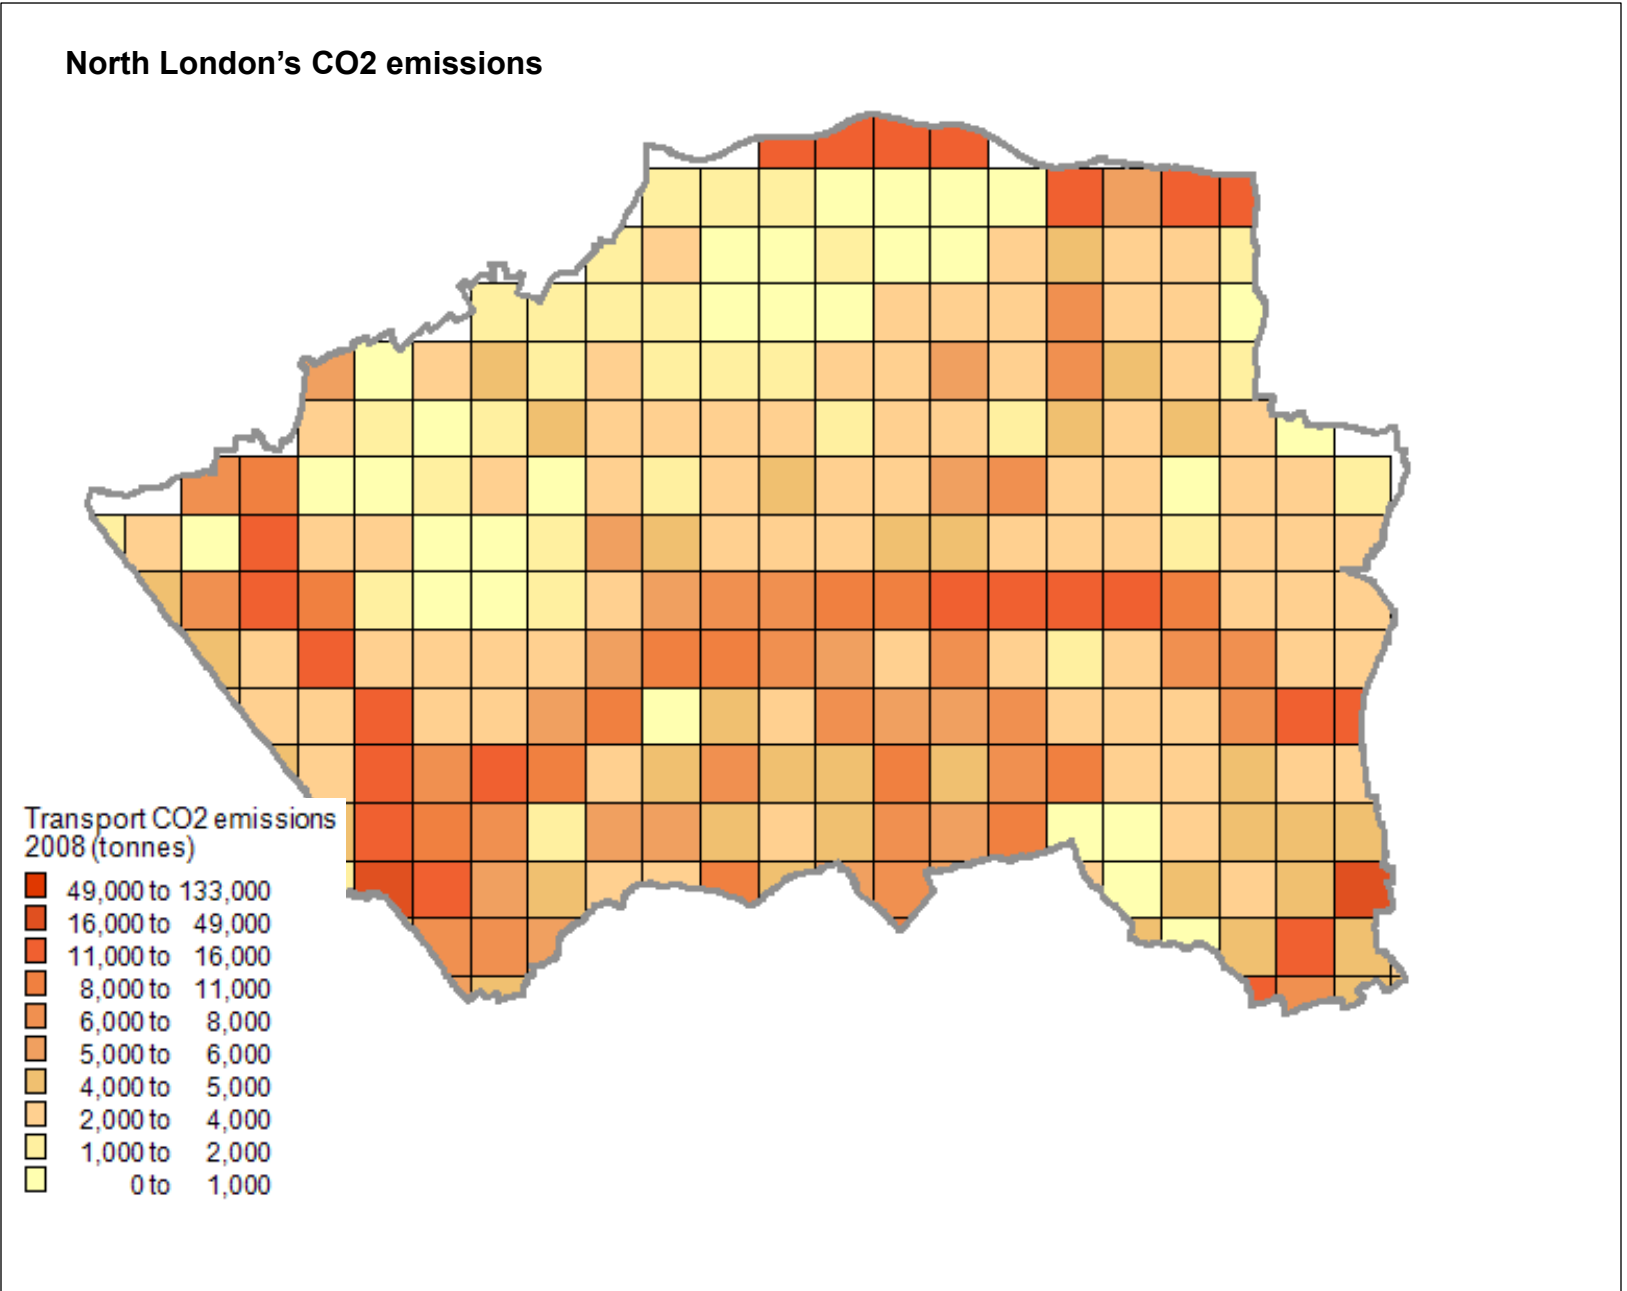 North London’s CO2 emissions
Transport CO2 emissions
2008 (tonnes)
49,000 to 133,000
16,000 to 49,000
11,000 to 16,000
8,000 to 11,000
6,000 to 8,000
5,000 to 6,000
4,000 to 5,000
2,000 to 4,000
1,000 to 2,000
0 to 1,000